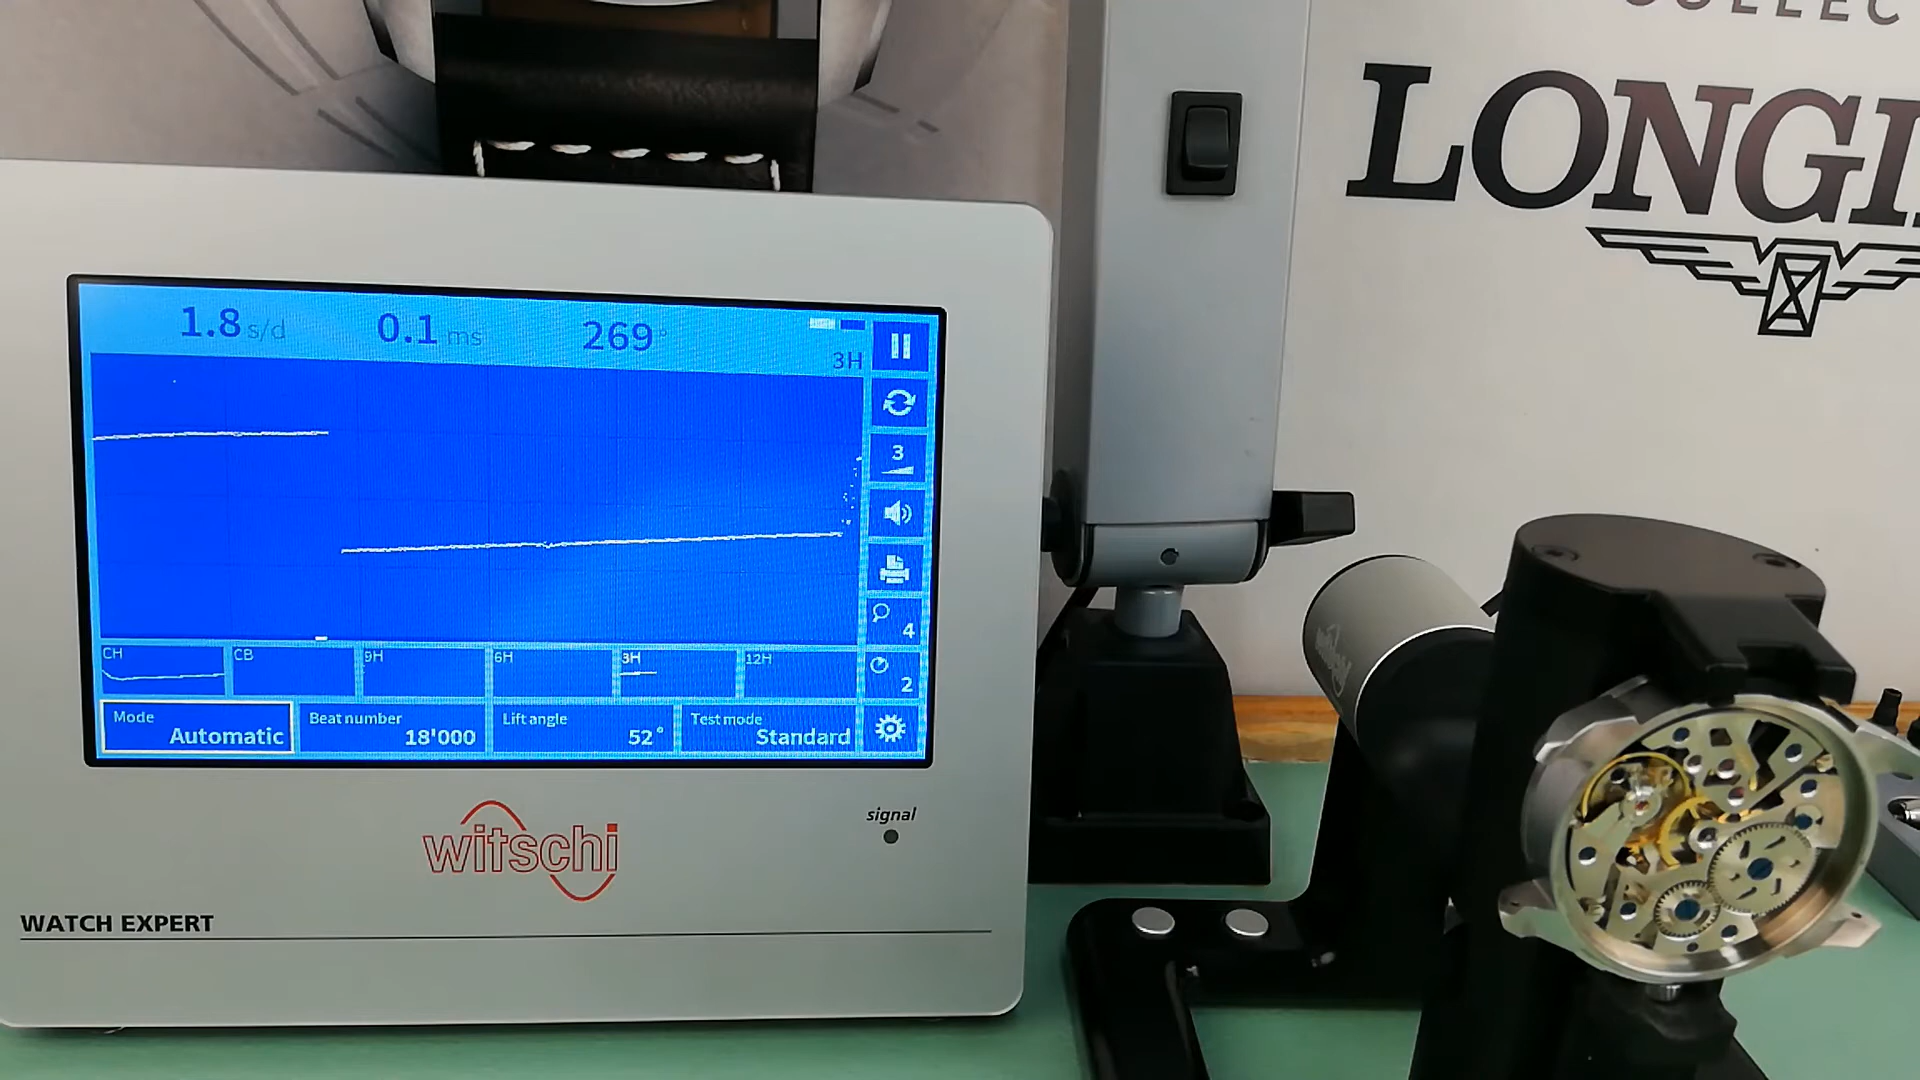 LONGI
1.8 s/d 0.1 ms 269°
3H
3
4
2
CH CB 9H 6H 3H 12H
Mode Automatic
Beat number 18'000
Lift angle 52°
Test mode Standard
signal
witschi
WATCH EXPERT